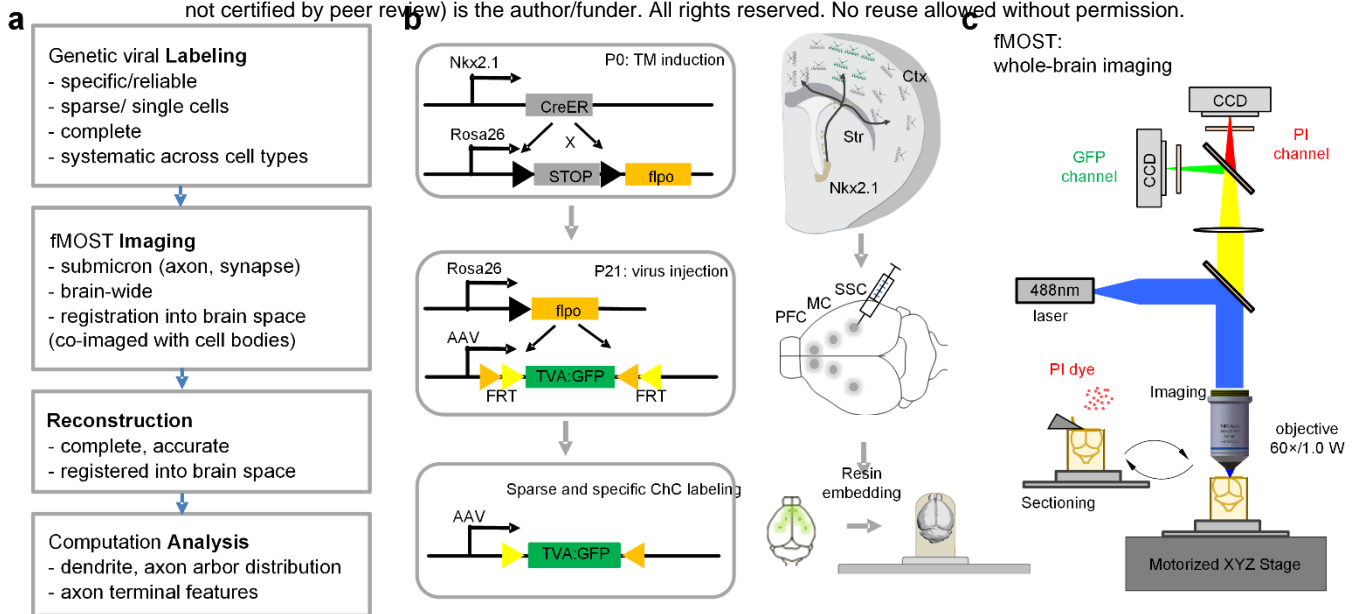 not certified by peer review) is the author/funder. All rights reserved. No reuse allowed without permission.
a
Genetic viral Labeling
- specific/reliable
- sparse/ single cells
- complete
- systematic across cell types
fMOST Imaging
- submicron (axon, synapse)
- brain-wide
- registration into brain space
(co-imaged with cell bodies)
Reconstruction
- complete, accurate
- registered into brain space
Computation Analysis
- dendrite, axon arbor distribution
- axon terminal features
b
Nkx2.1
P0: TM induction
CreER
Rosa26
X
STOP
flpo
Rosa26
P21: virus injection
flpo
AAV
TVA:GFP
FRT
FRT
Sparse and specific ChC labeling
AAV
TVA:GFP
Ctx
Str
Nkx2.1
SSC
MC
PFC
Resin
embedding
c
fMOST:
whole-brain imaging
CCD
PI
channel
GFP
channel
CCD
488nm
laser
PI dye
Imaging
objective
60×/1.0 W
Sectioning
Motorized XYZ Stage